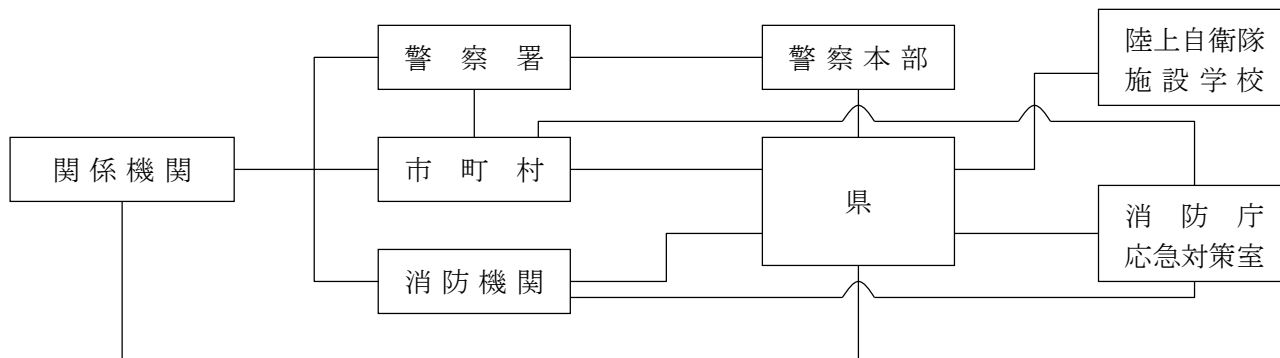 警察署
警察本部
陸上自衛隊
施設学校
関係機関
市町村
県
消防庁
応急対策室
消防機関